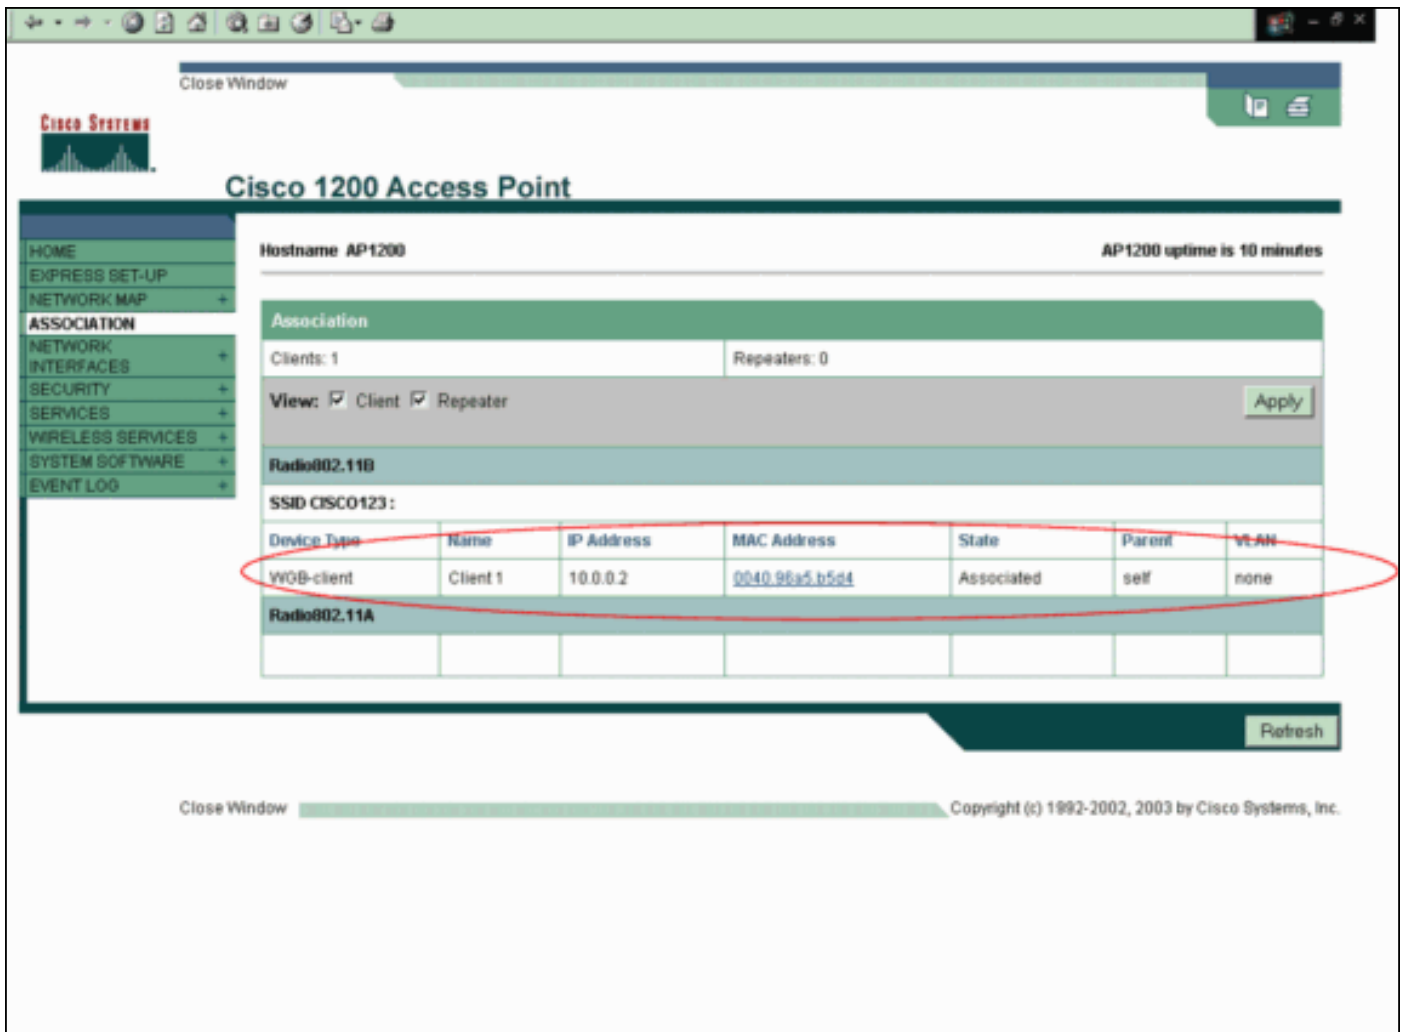 Close Window
CISCO SYSTEMS
Cisco 1200 Access Point
HOME
EXPRESS SET-UP
NETWORK MAP +
ASSOCIATION
NETWORK
INTERFACES +
SECURITY +
SERVICES +
WIRELESS SERVICES +
SYSTEM SOFTWARE +
EVENT LOG +
Hostname AP1200
AP1200 uptime is 10 minutes
Association
Clients: 1 Repeaters: 0
View: Client Repeater Apply
Radio802.11B
SSID CISCO123 :
Device Type Name IP Address MAC Address State Parent VLAN
WGB-client Client 1 10.0.0.2 0040.96a5.b5d4 Associated self none
Radio802.11A
Refresh
Close Window
Copyright (c) 1992-2002, 2003 by Cisco Systems, Inc.